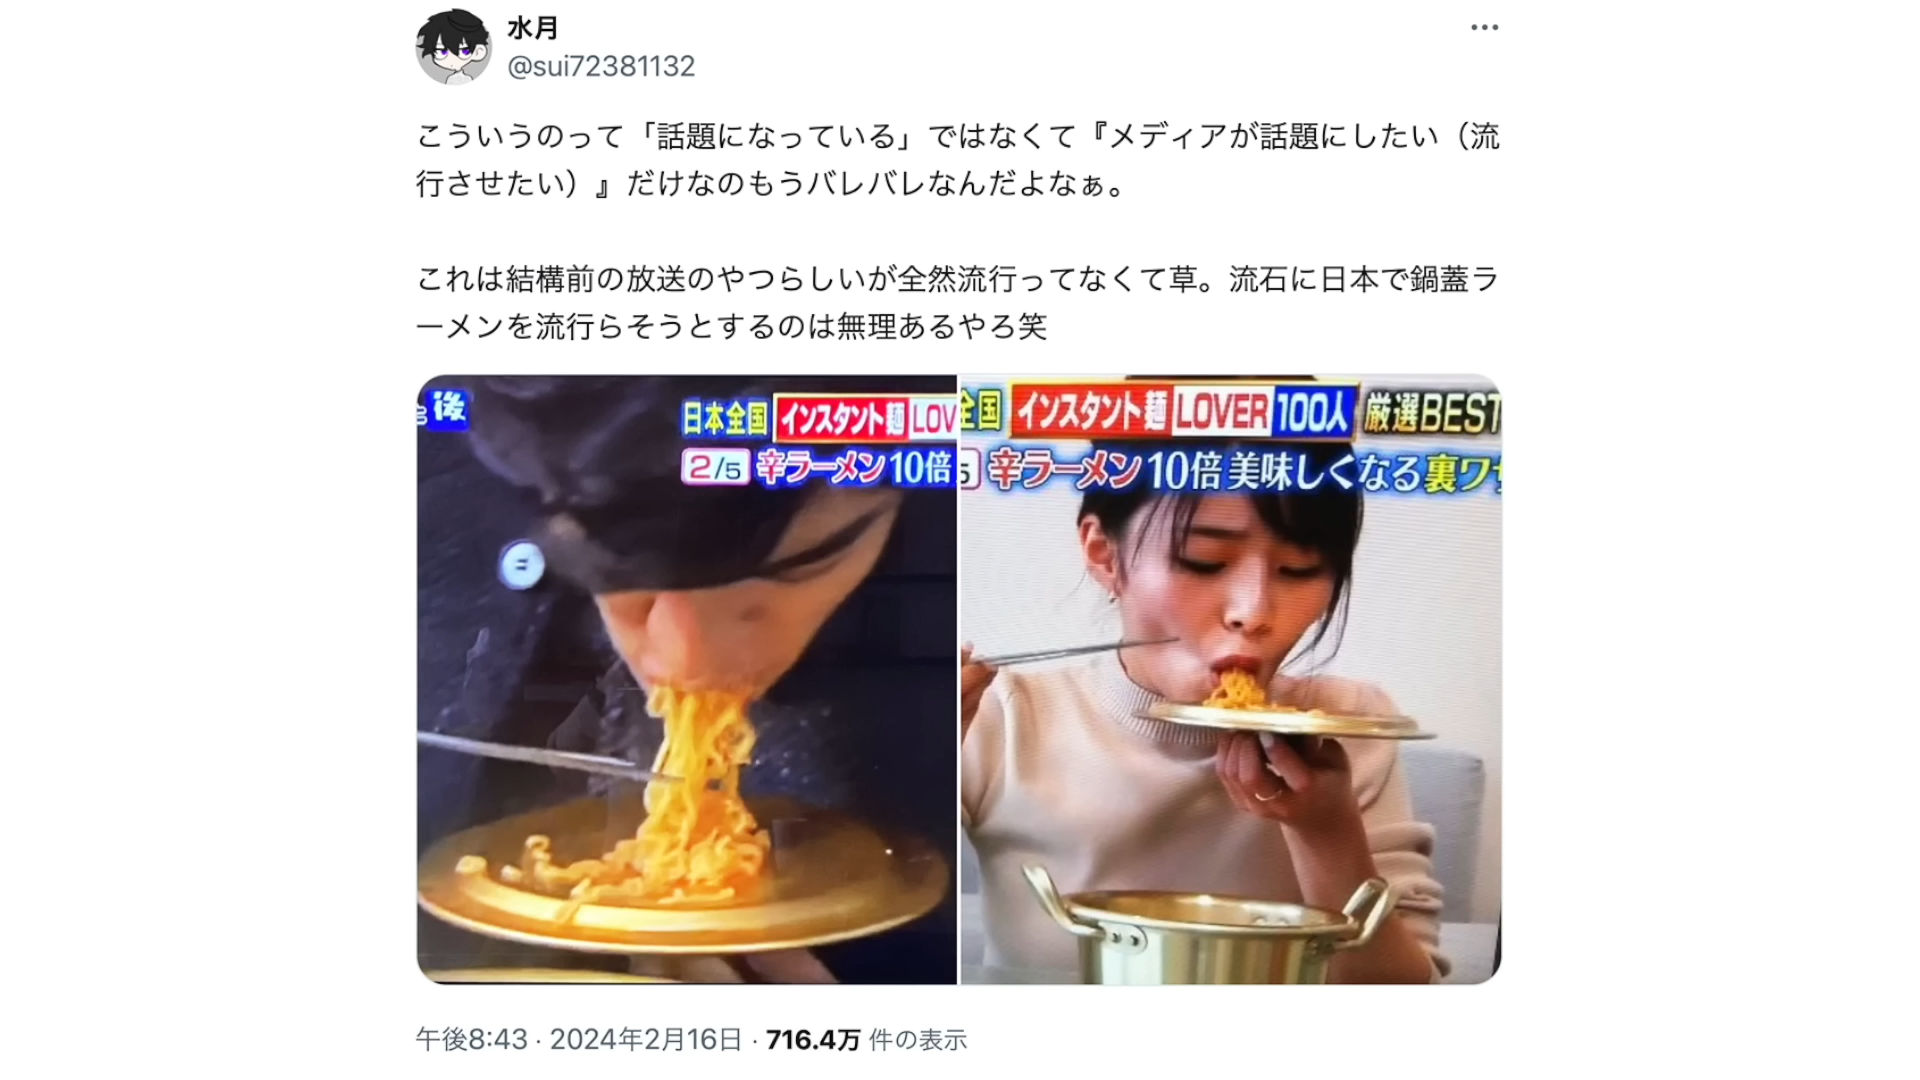 水月
@sui72381132
こういうのって「話題になっている」ではなくて『メディアが話題にしたい（流
行させたい）』だけなのもうバレバレなんだよなぁ。
これは結構前の放送のやつらしいが全然流行ってなくて草。流石に日本で鍋蓋ラ
ーメンを流行らそうとするのは無理あるやろ笑
後
日本全国 インスタント麺 LOV
2/5 辛ラーメン10倍
全国 インスタント麺 LOVER 100人 厳選BEST
5 辛ラーメン10倍美味しくなる裏ワザ
午後8:43 · 2024年2月16日 · 716.4万 件の表示